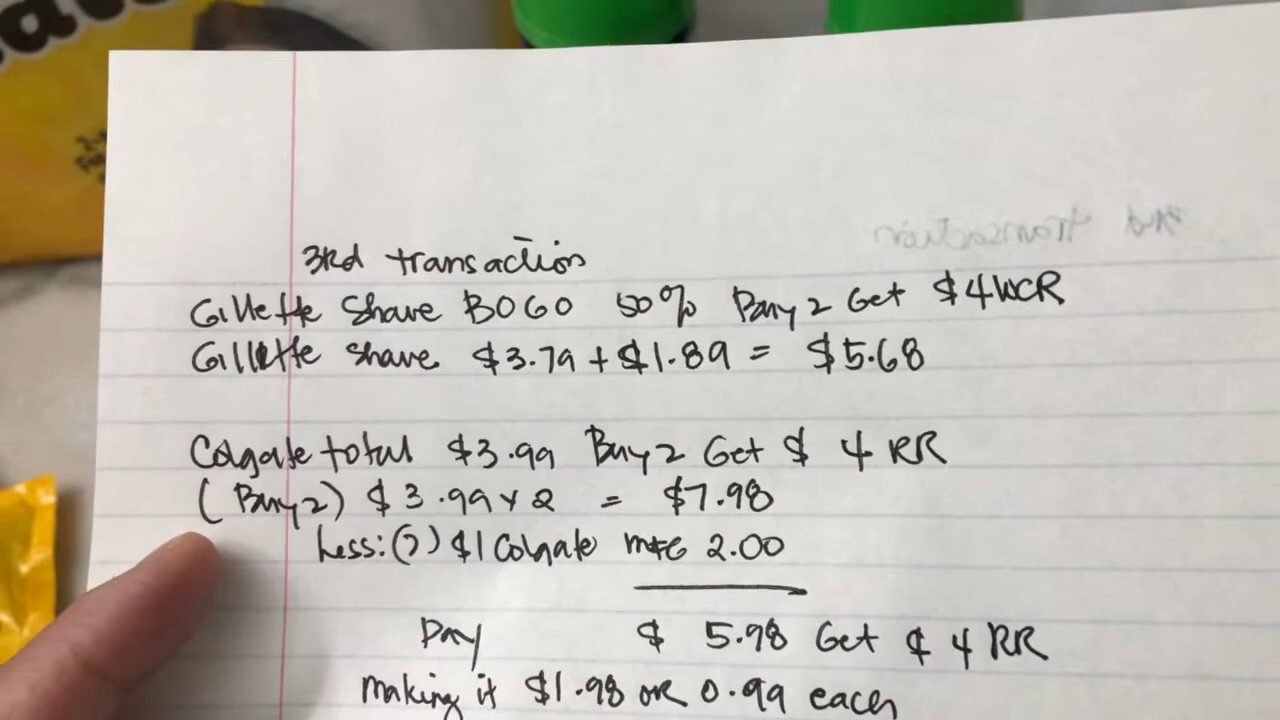 3Rd transaction
Gillette Shave BOGO 50% Buy 2 Get $4 WCR
Gillette Shave $3.79 + $1.89 = $5.68
Colgate total $3.99 Buy 2 Get $ 4 RR
(Buy 2) $3.99 x 2 = $7.98
Less: (2) $1 Colgate mfc 2.00
Pay $ 5.98 Get $ 4 RR
making it $1.98 or 0.99 each